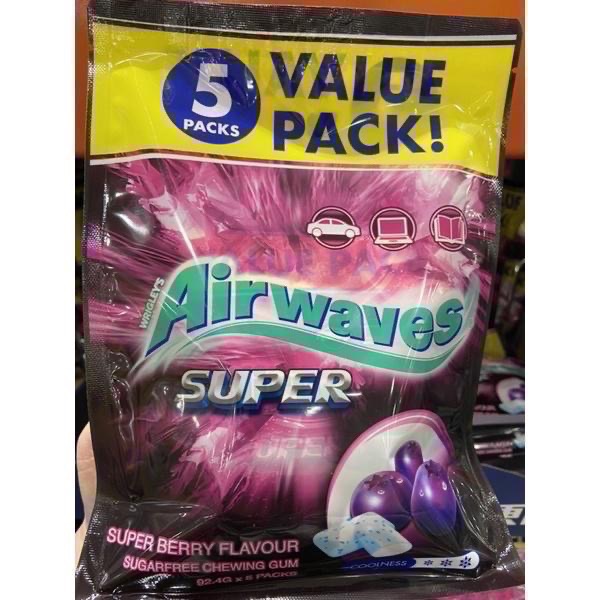 5
PACKS
VALUE
PACK!
WRIGLEY'S
Airwaves
SUPER
SUPER BERRY FLAVOUR
SUGARFREE CHEWING GUM
92.4G x 5 PACKS
COOLNESS